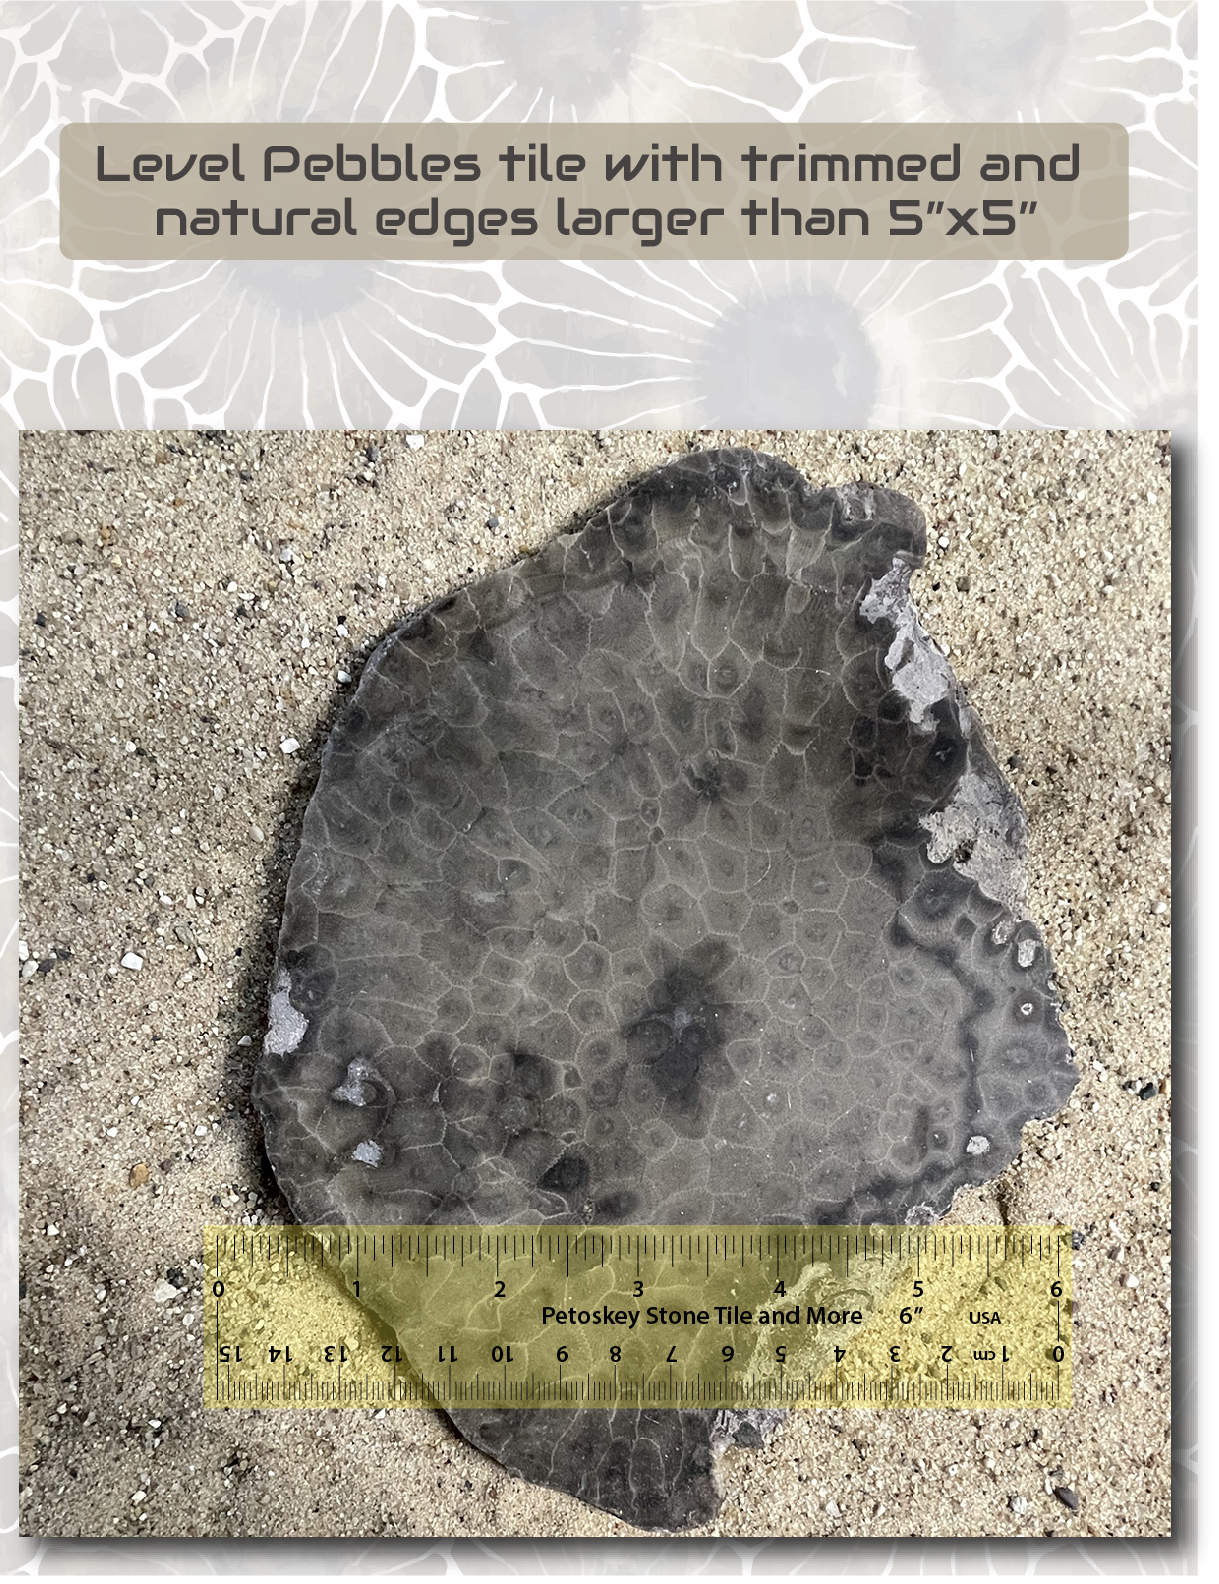 Level Pebbles tile with trimmed and
natural edges larger than 5”x5”
0 1 2 3 4 5 6
Petoskey Stone Tile and More 6” USA
15 14 13 12 11 10 9 8 7 6 5 4 3 2 cm 1 0